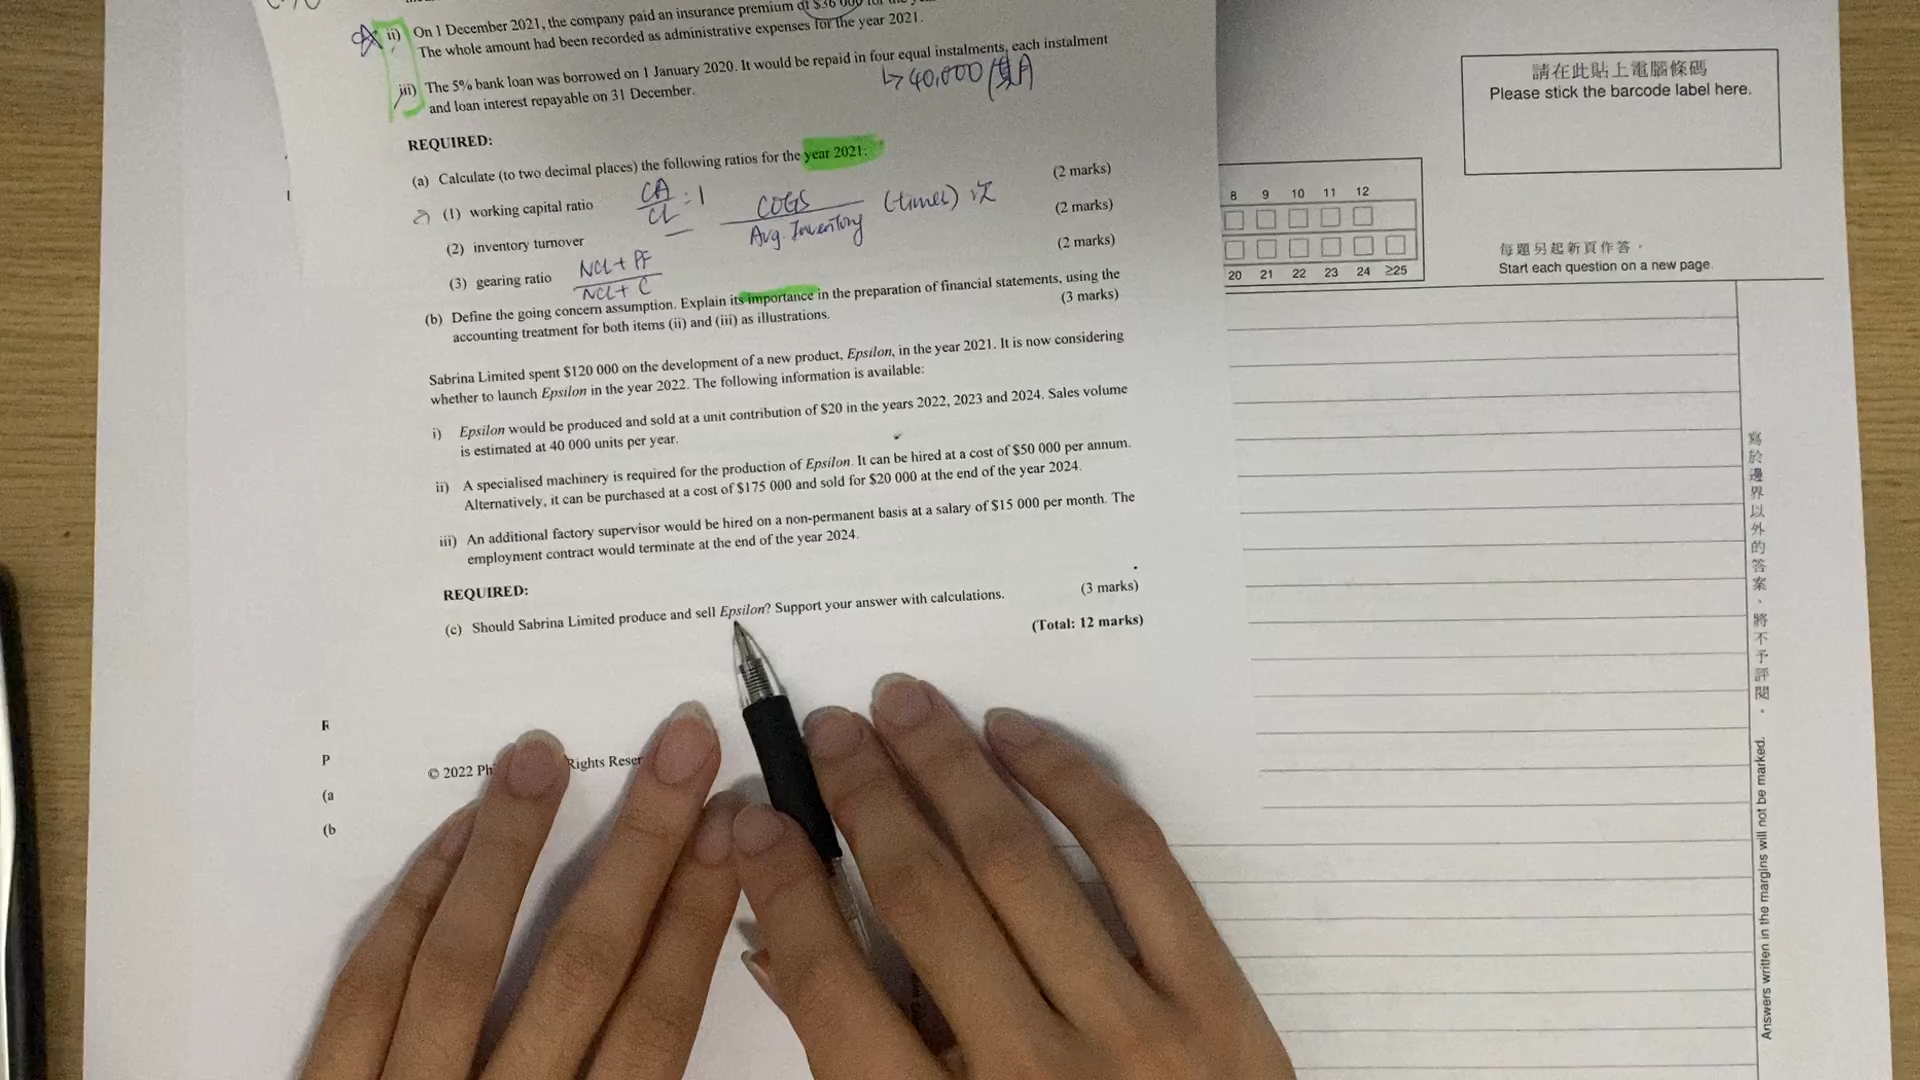 ii) On 1 December 2021, the company paid an insurance premium of $36 000 for the
The whole amount had been recorded as administrative expenses for the year 2021.
iii) The 5% bank loan was borrowed on 1 January 2020. It would be repaid in four equal instalments, each instalment
and loan interest repayable on 31 December.
↳ 40,000/
REQUIRED:
(a) Calculate (to two decimal places) the following ratios for the year 2021:
(1) working capital ratio
CA
CL : 1
(2 marks)
COGS
Avg. Inventory
(times) 次
(2) inventory turnover
(2 marks)
(3) gearing ratio
NCL + PF
NCL + C
(2 marks)
(b) Define the going concern assumption. Explain its importance in the preparation of financial statements, using the
accounting treatment for both items (ii) and (iii) as illustrations.
(3 marks)
Sabrina Limited spent $120 000 on the development of a new product, Epsilon, in the year 2021. It is now considering
whether to launch Epsilon in the year 2022. The following information is available:
i) Epsilon would be produced and sold at a unit contribution of $20 in the years 2022, 2023 and 2024. Sales volume
is estimated at 40 000 units per year.
ii) A specialised machinery is required for the production of Epsilon. It can be hired at a cost of $50 000 per annum.
Alternatively, it can be purchased at a cost of $175 000 and sold for $20 000 at the end of the year 2024.
iii) An additional factory supervisor would be hired on a non-permanent basis at a salary of $15 000 per month. The
employment contract would terminate at the end of the year 2024.
REQUIRED:
(c) Should Sabrina Limited produce and sell Epsilon? Support your answer with calculations.
(3 marks)
(Total: 12 marks)
© 2022 Ph
Rights Reser
P
(a
(b
請在此貼上電腦條碼
Please stick the barcode label here.
8 9 10 11 12
20 21 22 23 24 ≥25
每題另起新頁作答。
Start each question on a new page.
寫於邊界以外的答案，將不予評閱。
Answers written in the margins will not be marked.